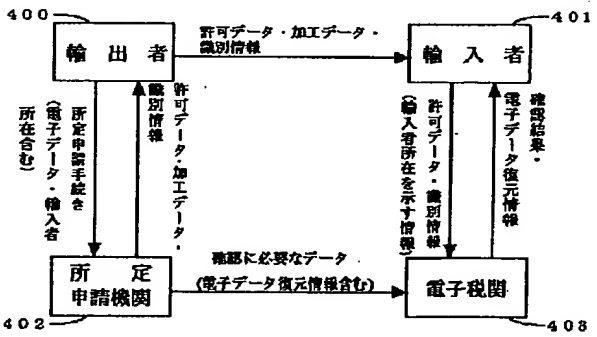 400
401
輸出者
許可データ・加工データ・
識別情報
輸入者
所定申請手続き
(電子データ・輸入者
所在含む)
許可データ・加工データ・
識別情報
許可データ・識別情報
(輸入者所在を示す情報)
確認結果・
電子データ復元情報
所定
申請機関
確認に必要なデータ
(電子データ復元情報含む)
電子税関
402
403